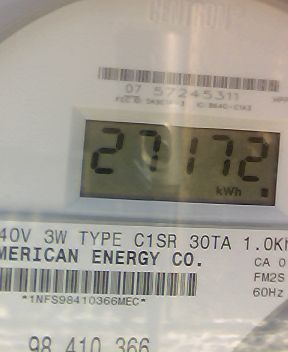 CENTRON
07 57245311
27172
kWh
40V 3W TYPE C1SR 30TA 1.0Kh
MERICAN ENERGY CO.
CA 0
FM2S
60Hz
*1NFS98410366MEC*
98 410 366